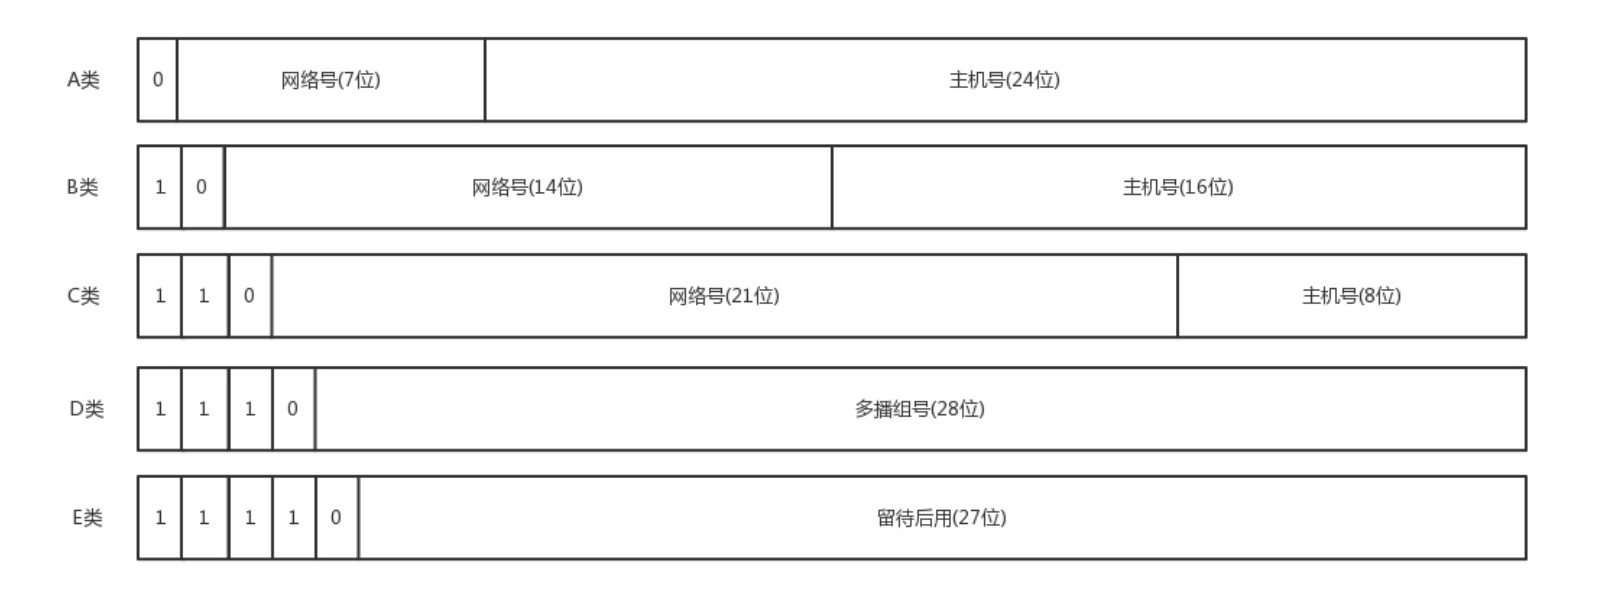 A类 0 网络号(7位) 主机号(24位)
B类 1 0 网络号(14位) 主机号(16位)
C类 1 1 0 网络号(21位) 主机号(8位)
D类 1 1 1 0 多播组号(28位)
E类 1 1 1 1 0 留待后用(27位)